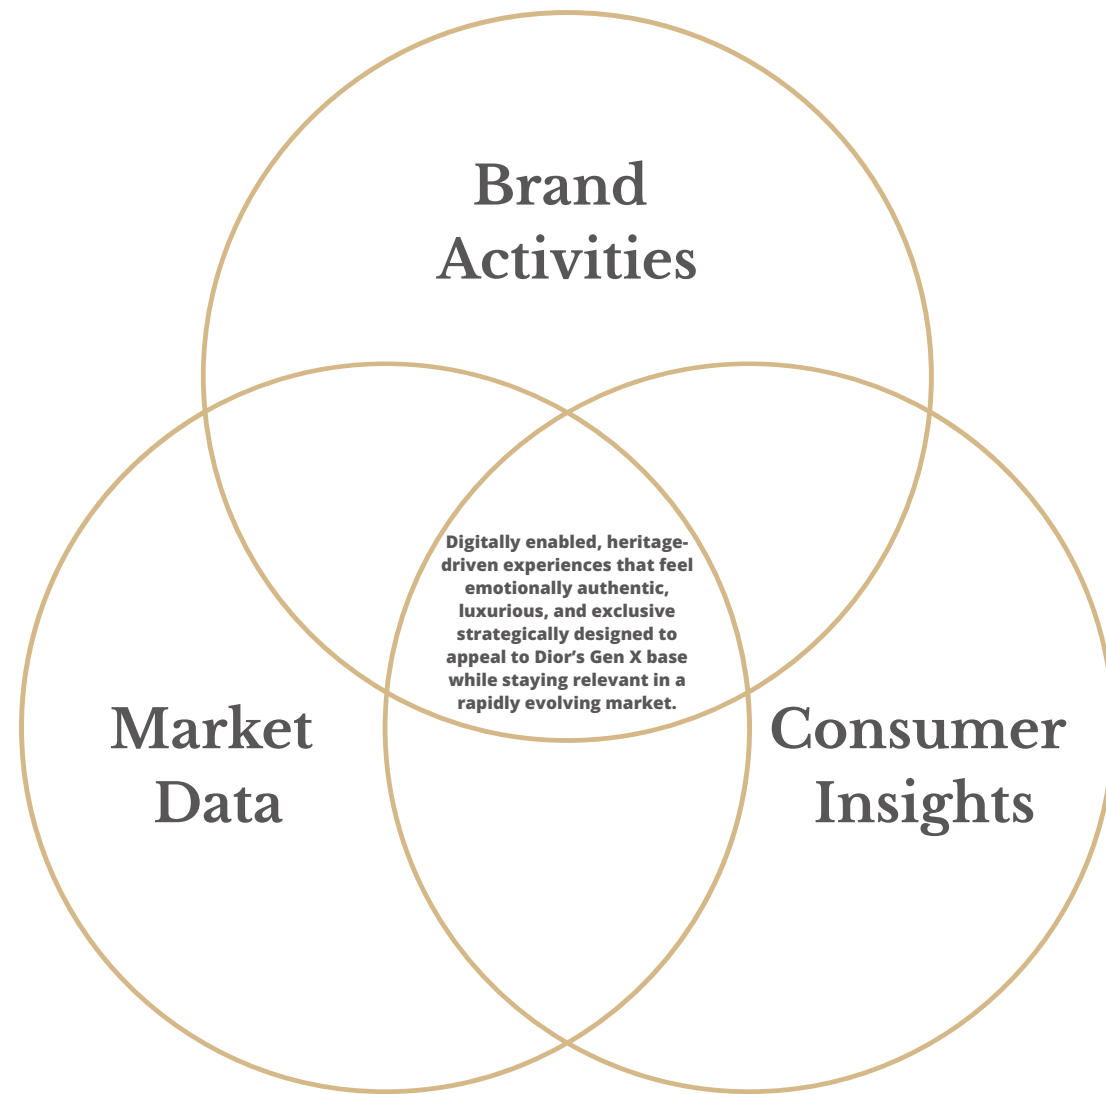 Brand
Activities
Digitally enabled, heritage-
driven experiences that feel
emotionally authentic,
luxurious, and exclusive
strategically designed to
appeal to Dior’s Gen X base
while staying relevant in a
rapidly evolving market.
Market
Data
Consumer
Insights